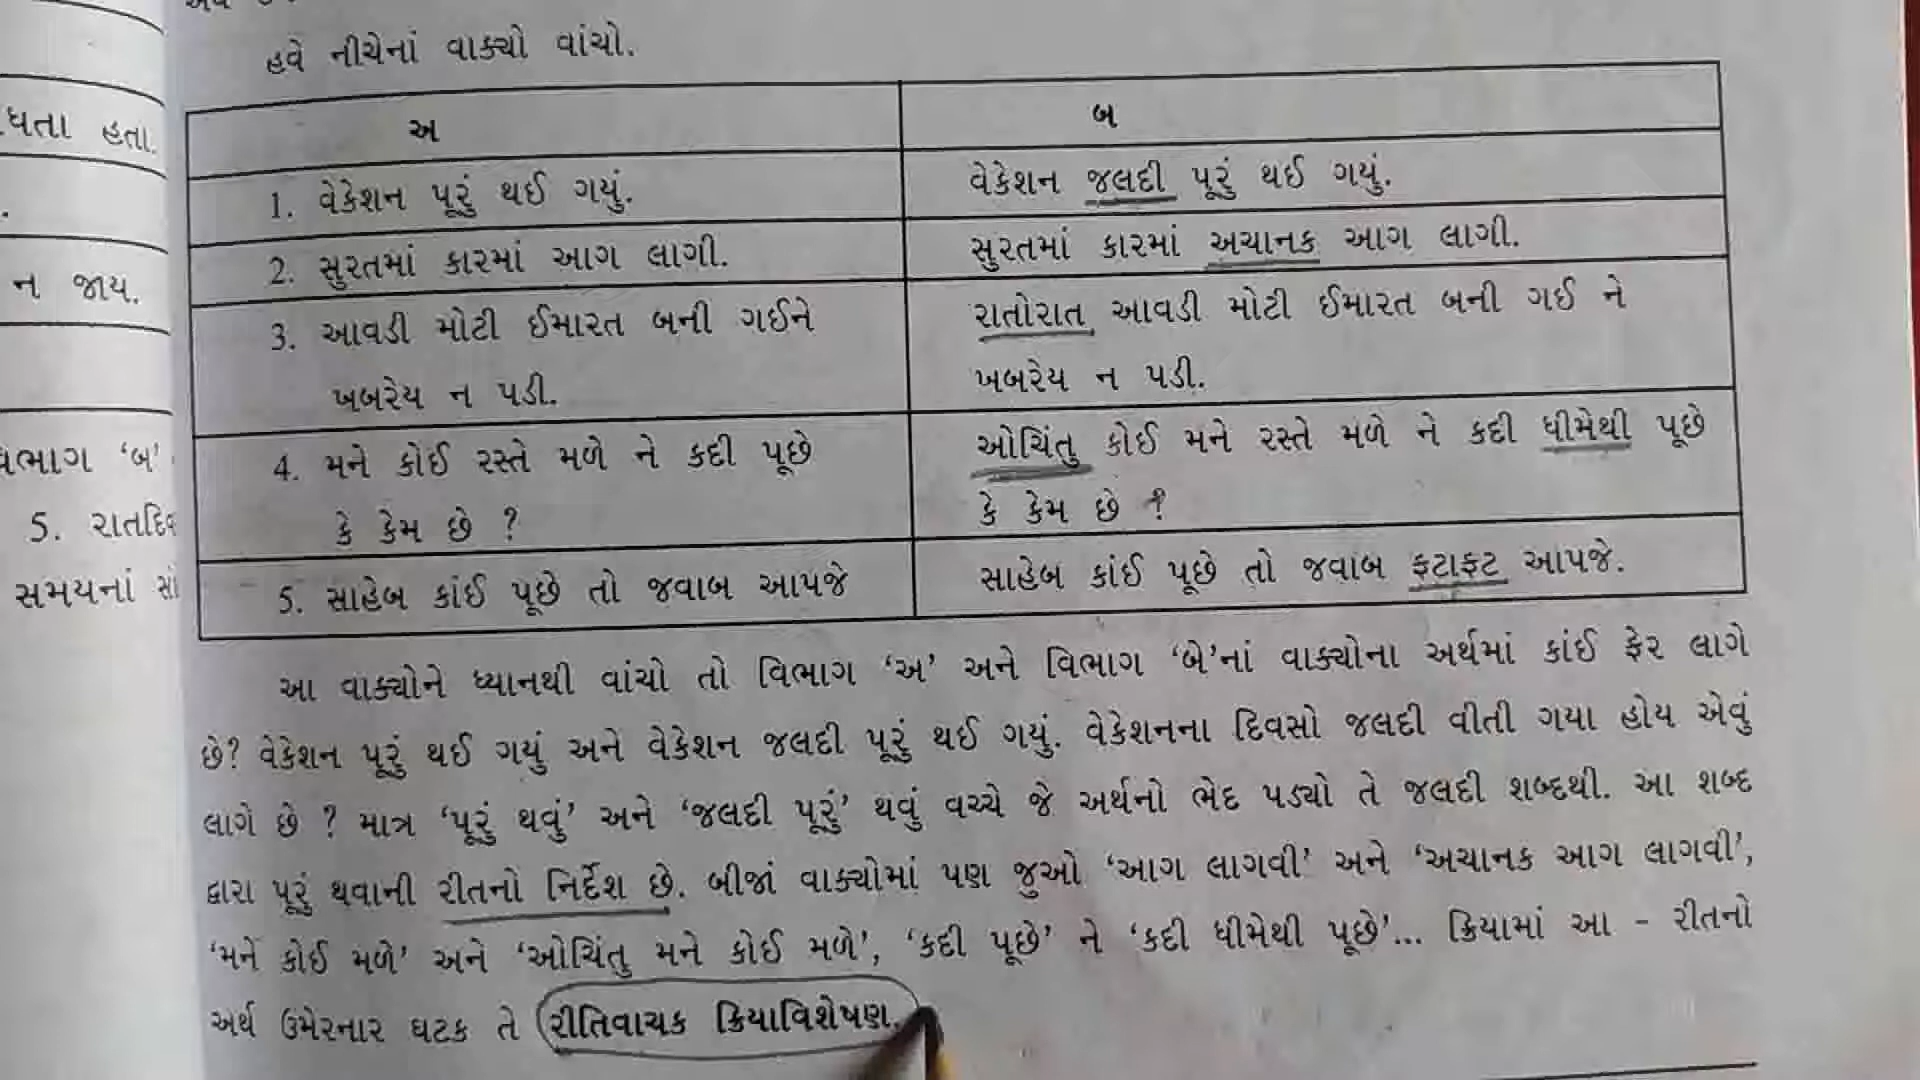 હવે નીચેનાં વાક્યો વાંચો.
અ
બ
1. વેકેશન પૂરું થઈ ગયું.
વેકેશન જલદી પૂરું થઈ ગયું.
2. સુરતમાં કારમાં આગ લાગી.
સુરતમાં કારમાં અચાનક આગ લાગી.
3. આવડી મોટી ઈમારત બની ગઈને
ખબરેય ન પડી.
રાતોરાત આવડી મોટી ઈમારત બની ગઈ ને
ખબરેય ન પડી.
4. મને કોઈ રસ્તે મળે ને કદી પૂછે
કે કેમ છે ?
ઓચિંતુ કોઈ મને રસ્તે મળે ને કદી ધીમેથી પૂછે
કે કેમ છે ?
5. સાહેબ કાંઈ પૂછે તો જવાબ આપજે
સાહેબ કાંઈ પૂછે તો જવાબ ફટાફટ આપજે.
આ વાક્યોને ધ્યાનથી વાંચો તો વિભાગ ‘અ’ અને વિભાગ ‘બે’નાં વાક્યોના અર્થમાં કાંઈ ફેર લાગે
છે? વેકેશન પૂરું થઈ ગયું અને વેકેશન જલદી પૂરું થઈ ગયું. વેકેશનના દિવસો જલદી વીતી ગયા હોય એવું
લાગે છે ? માત્ર ‘પૂરું થવું’ અને ‘જલદી પૂરું’ થવું વચ્ચે જે અર્થનો ભેદ પડ્યો તે જલદી શબ્દથી. આ શબ્દ
દ્વારા પૂરું થવાની રીતનો નિર્દેશ છે. બીજાં વાક્યોમાં પણ જુઓ ‘આગ લાગવી’ અને ‘અચાનક આગ લાગવી’,
‘મને કોઈ મળે’ અને ‘ઓચિંતુ મને કોઈ મળે’, ‘કદી પૂછે’ ને ‘કદી ધીમેથી પૂછે’... ક્રિયામાં આ - રીતનો
અર્થ ઉમેરનાર ઘટક તે રીતિવાચક ક્રિયાવિશેષણ.
હતા.
ન જાય.
‘બ’
5.
સમયનાં